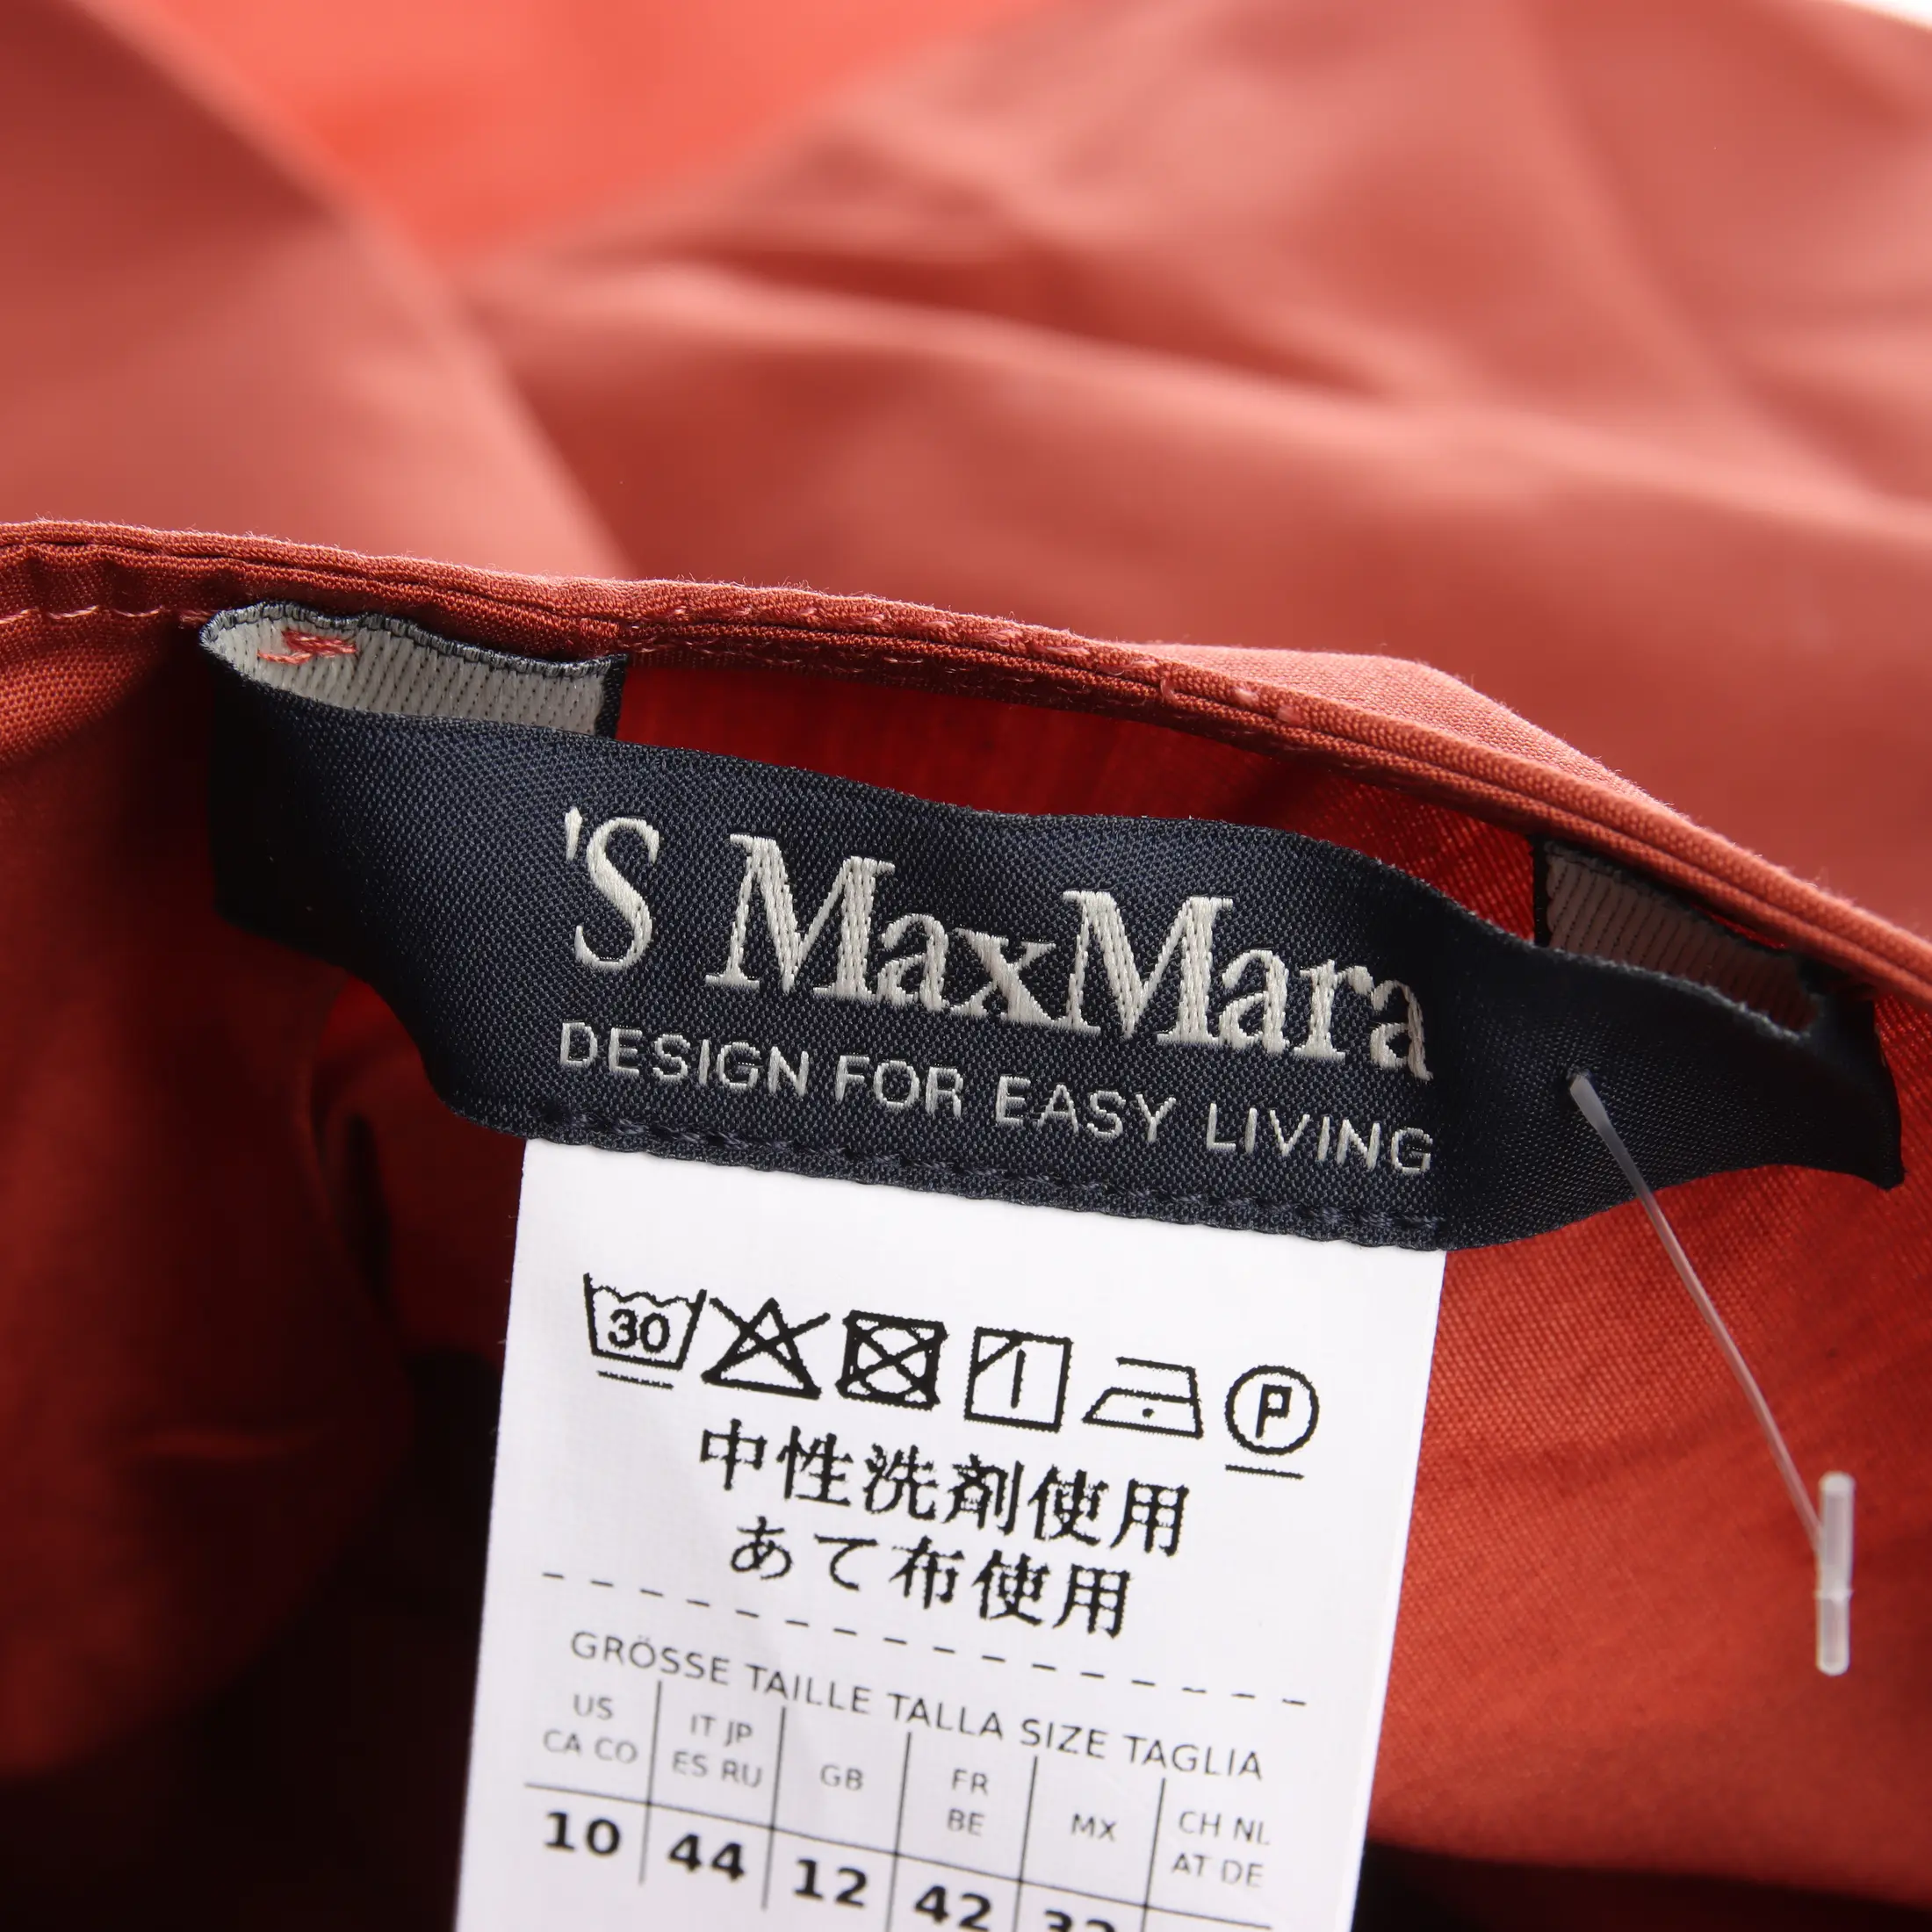 'S MaxMara
DESIGN FOR EASY LIVING
30
P
中性洗剤使用
あて布使用
GRÖSSE TAILLE TALLA SIZE TAGLIA
US CA CO IT JP ES RU GB FR BE MX CH NL AT DE
10 44 12 42